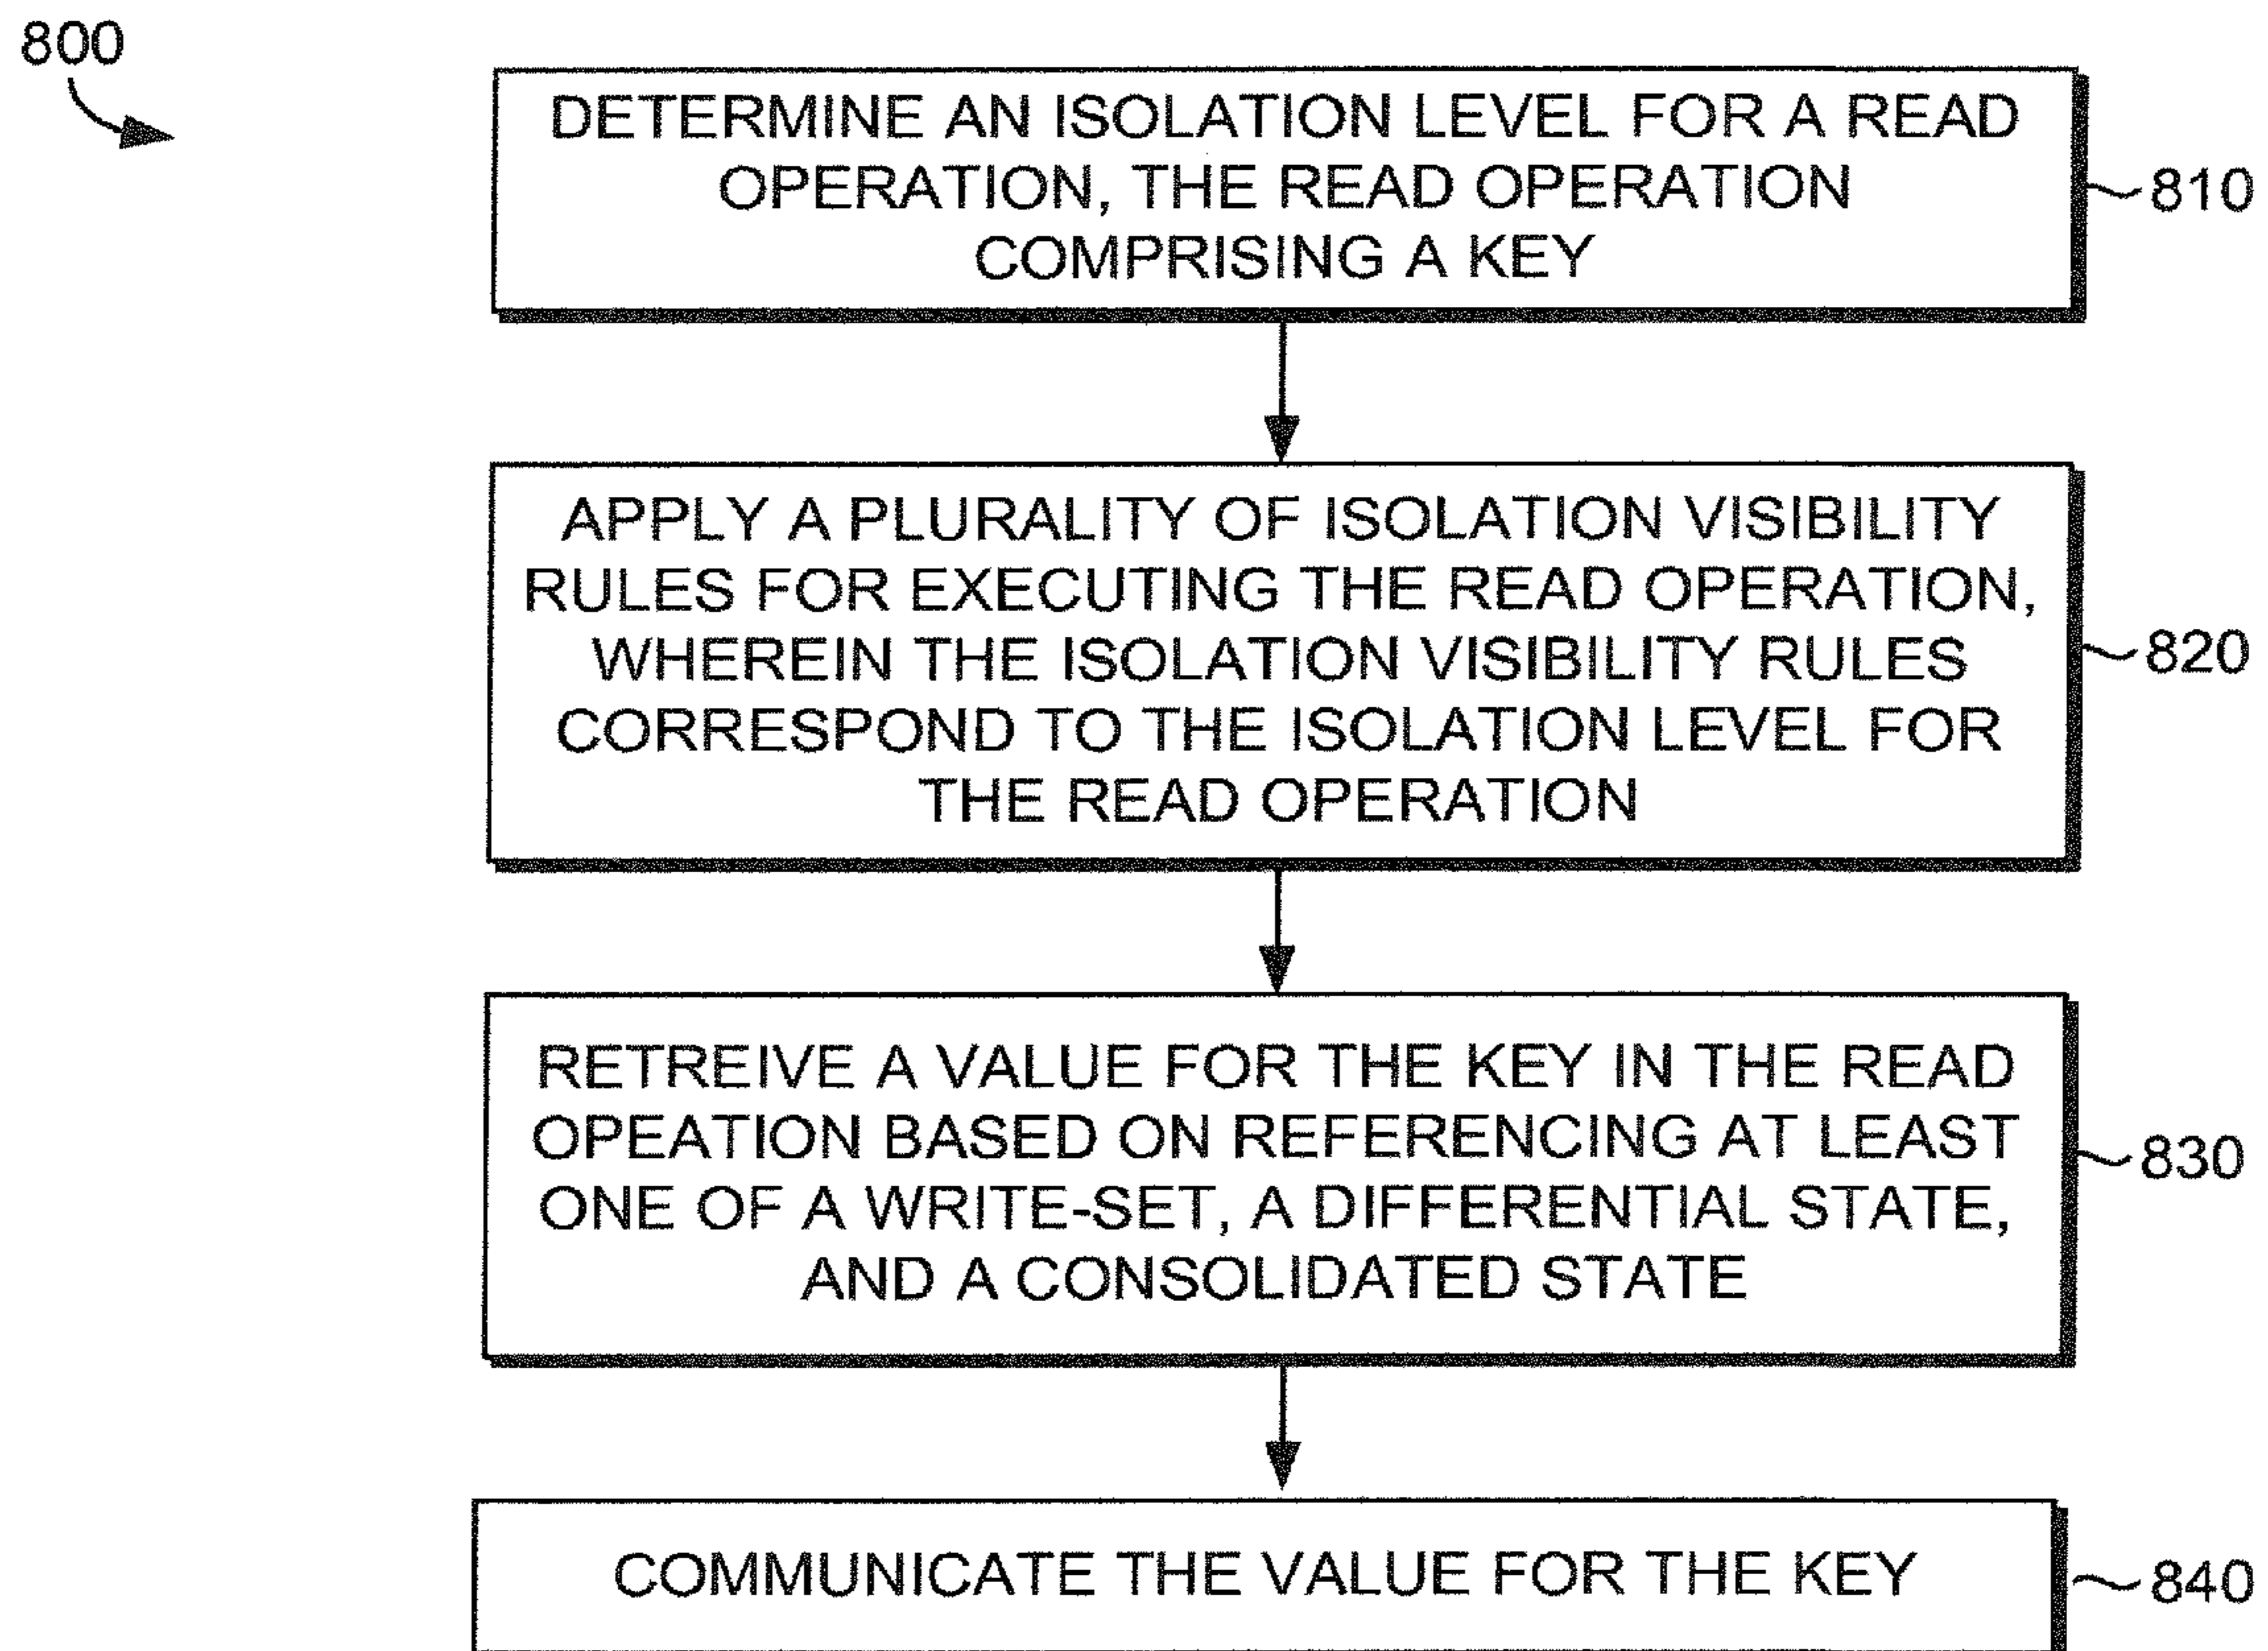 800
DETERMINE AN ISOLATION LEVEL FOR A READ
OPERATION, THE READ OPERATION
COMPRISING A KEY
810
APPLY A PLURALITY OF ISOLATION VISIBILITY
RULES FOR EXECUTING THE READ OPERATION,
WHEREIN THE ISOLATION VISIBILITY RULES
CORRESPOND TO THE ISOLATION LEVEL FOR
THE READ OPERATION
820
RETREIVE A VALUE FOR THE KEY IN THE READ
OPEATION BASED ON REFERENCING AT LEAST
ONE OF A WRITE-SET, A DIFFERENTIAL STATE,
AND A CONSOLIDATED STATE
830
COMMUNICATE THE VALUE FOR THE KEY
840